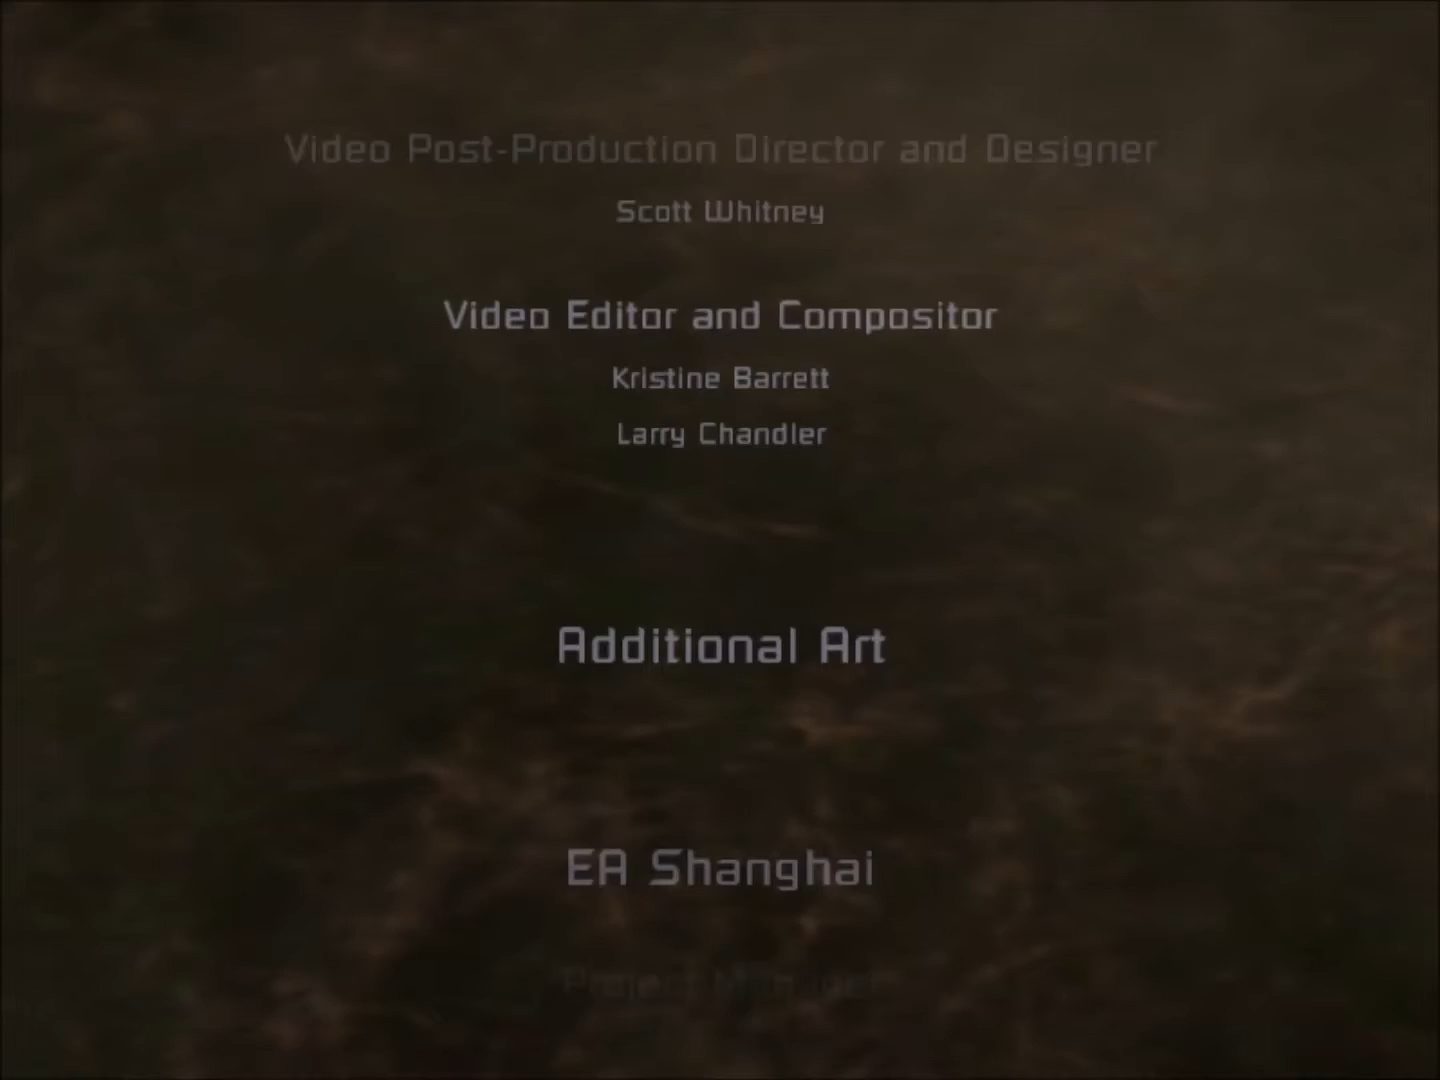 Video Post-Production Director and Designer
Scott Whitney
Video Editor and Compositor
Kristine Barrett
Larry Chandler
Additional Art
EA Shanghai
Project